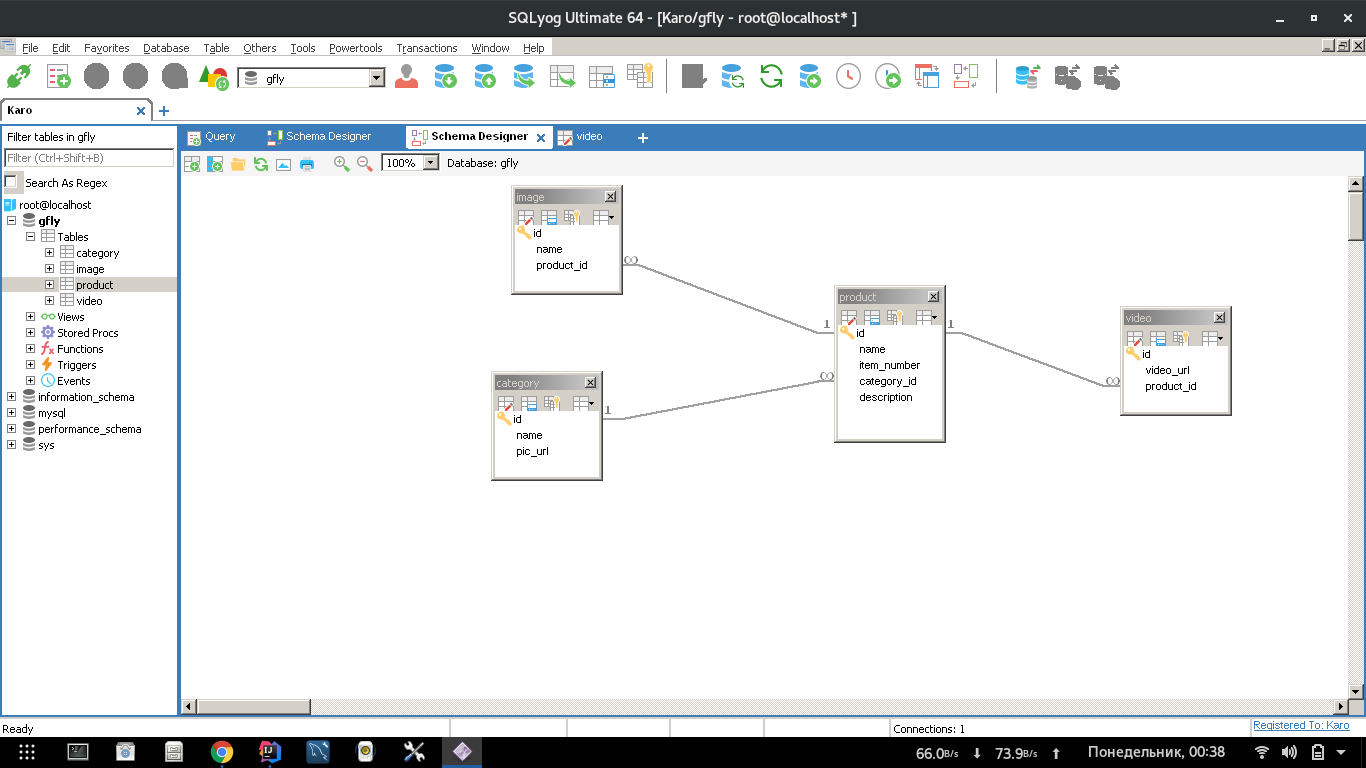 SQLyog Ultimate 64 - [Karo/gfly - root@localhost* ]
File Edit Favorites Database Table Others Tools Powertools Transactions Window Help
gfly
Karo
Filter tables in gfly
Filter (Ctrl+Shift+B)
Search As Regex
root@localhost
gfly
Tables
category
image
product
video
Views
Stored Procs
Functions
Triggers
Events
information_schema
mysql
performance_schema
sys
Query Schema Designer Schema Designer video
100% Database: gfly
image
id
name
product_id
∞
1
product
id
name
item_number
category_id
description
1
∞
video
id
video_url
product_id
category
id
name
pic_url
1
∞
Ready
Connections: 1
Registered To: Karo
66.0B/s ↓ 73.9B/s ↑ Понедельник, 00:38